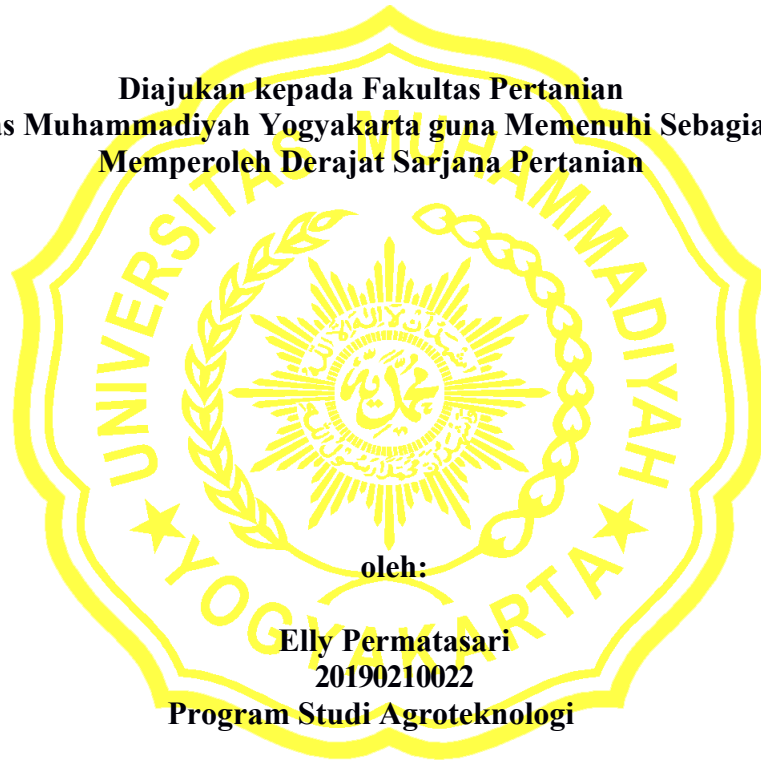 Diajukan kepada Fakultas Pertanian
as Muhammadiyah Yogyakarta guna Memenuhi Sebagia
Memperoleh Derajat Sarjana Pertanian
UNIVERSITAS MUHAMMADIYAH
YOGYAKARTA
oleh:
Elly Permatasari
20190210022
Program Studi Agroteknologi